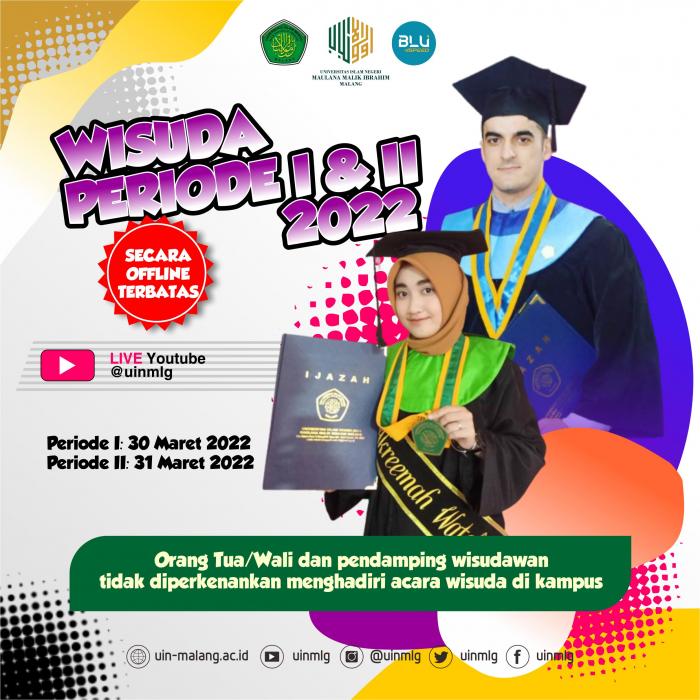 UNIVERSITAS ISLAM NEGERI
MAULANA MALIK IBRAHIM
MALANG
BLU
SPEED
WISUDA
PERIODE I & II
2022
SECARA
OFFLINE
TERBATAS
LIVE Youtube
@uinmlg
IJAZAH
Periode I: 30 Maret 2022
Periode II: 31 Maret 2022
Orang Tua/Wali dan pendamping wisudawan
tidak diperkenankan menghadiri acara wisuda di kampus
uin-malang.ac.id uinmlg @uinmlg uinmlg uinmlg